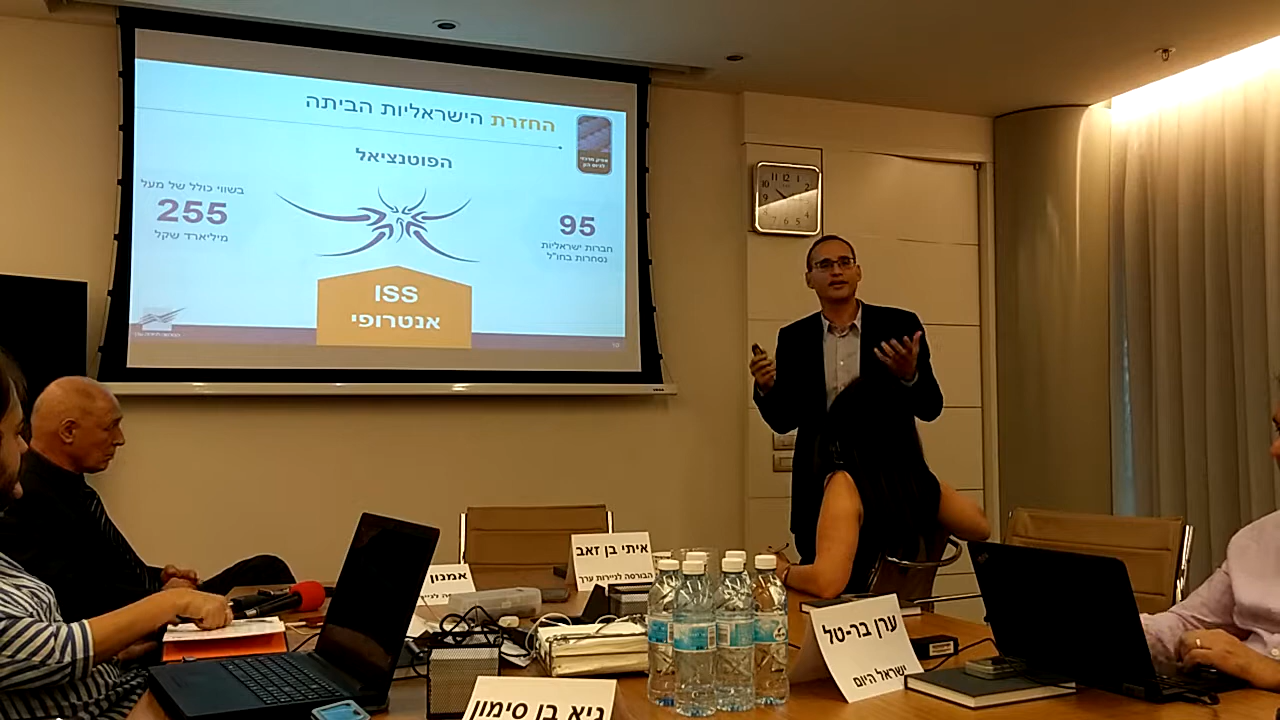 החזרת הישראליות הביתה
הפוטנציאל
95
חברות ישראליות
נסחרות בחו"ל
בשווי כולל של מעל
255
מיליארד שקל
ISS
אנטרופי
איתי בן זאב
הבורסה לניירות ערך
אמנון
ערן בר-טל
ישראל היום
גיא בן סימון